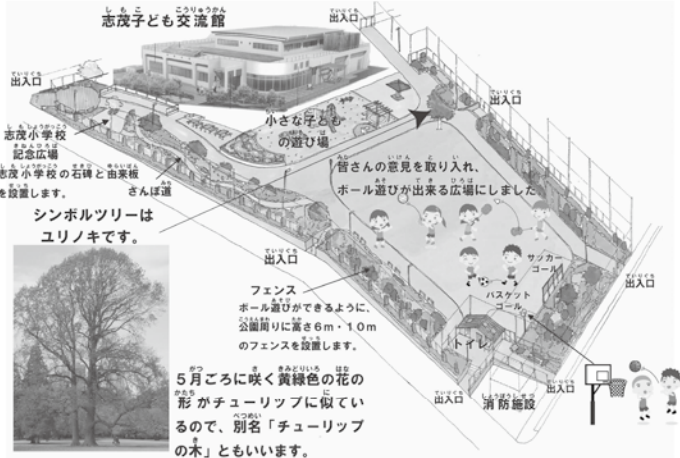 志茂子ども交流館
出入口
出入口
出入口
小さな子ども
の遊び場
志茂小学校
記念広場
志茂小学校の石碑と由来板
を設置します。
さんぽ道
皆さんの意見を取り入れ、
ボール遊びが出来る広場にしました。
シンボルツリーは
ユリノキです。
出入口
フェンス
ボール遊びができるように、
公園周りに高さ6m・10m
のフェンスを設置します。
サッカー
ゴール
バスケット
ゴール
出入口
トイレ
5月ごろに咲く黄緑色の花の
形がチューリップに似てい
るので、別名「チューリップ
の木」ともいいます。
出入口
消防施設
出入口